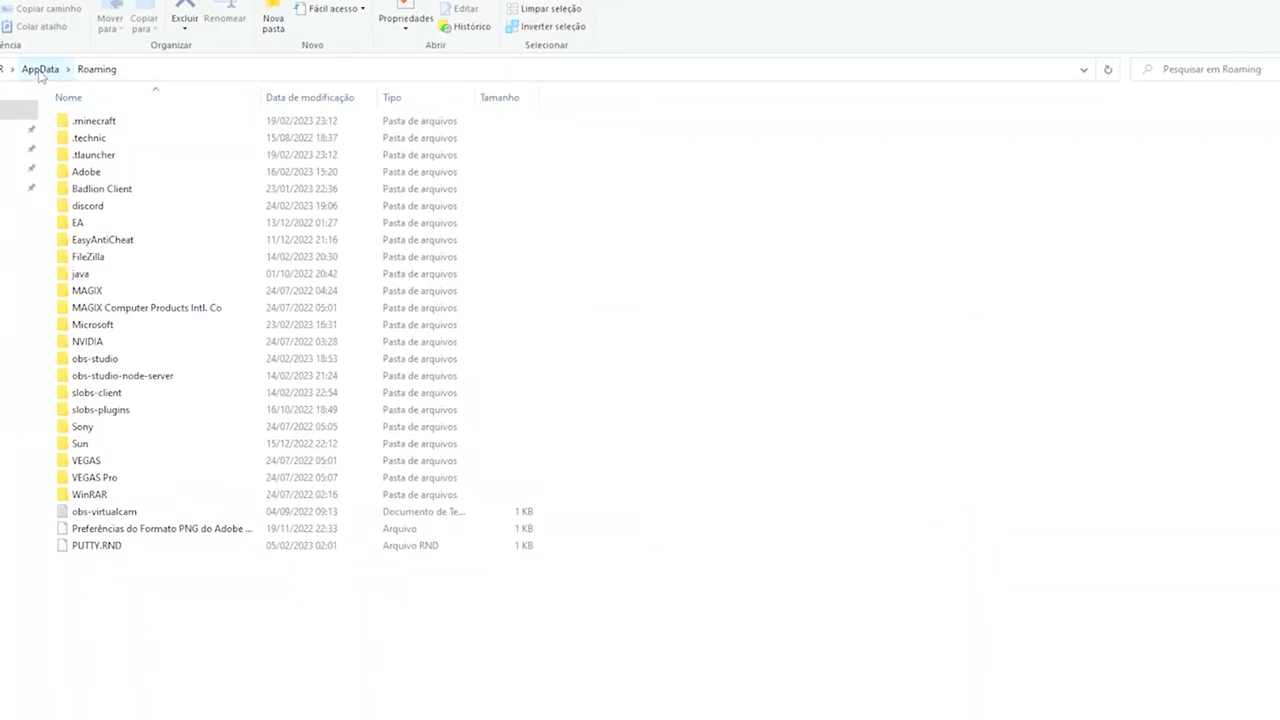 Copiar caminho
Colar atalho
ência
Mover para
Copiar para
Excluir
Renomear
Organizar
Nova pasta
Fácil acesso
Novo
Propriedades
Editar
Histórico
Abrir
Limpar seleção
Inverter seleção
Selecionar
R > AppData > Roaming
Pesquisar em Roaming
Nome Data de modificação Tipo Tamanho
.minecraft 19/02/2023 23:12 Pasta de arquivos
.technic 15/08/2022 18:37 Pasta de arquivos
.tlauncher 19/02/2023 23:12 Pasta de arquivos
Adobe 16/02/2023 15:20 Pasta de arquivos
Badlion Client 23/01/2023 22:36 Pasta de arquivos
discord 24/02/2023 19:06 Pasta de arquivos
EA 13/12/2022 01:27 Pasta de arquivos
EasyAntiCheat 11/12/2022 21:16 Pasta de arquivos
FileZilla 14/02/2023 20:30 Pasta de arquivos
java 01/10/2022 20:42 Pasta de arquivos
MAGIX 24/07/2022 04:24 Pasta de arquivos
MAGIX Computer Products Intl. Co 24/07/2022 05:01 Pasta de arquivos
Microsoft 23/02/2023 16:31 Pasta de arquivos
NVIDIA 24/07/2022 03:28 Pasta de arquivos
obs-studio 24/02/2023 18:53 Pasta de arquivos
obs-studio-node-server 14/02/2023 21:24 Pasta de arquivos
slobs-client 14/02/2023 22:54 Pasta de arquivos
slobs-plugins 16/10/2022 18:49 Pasta de arquivos
Sony 24/07/2022 05:05 Pasta de arquivos
Sun 15/12/2022 22:12 Pasta de arquivos
VEGAS 24/07/2022 05:01 Pasta de arquivos
VEGAS Pro 24/07/2022 05:07 Pasta de arquivos
WinRAR 24/07/2022 02:16 Pasta de arquivos
obs-virtualcam 04/09/2022 09:13 Documento de Te... 1 KB
Preferências do Formato PNG do Adobe ... 19/11/2022 22:33 Arquivo 1 KB
PUTTY.RND 05/02/2023 02:01 Arquivo RND 1 KB